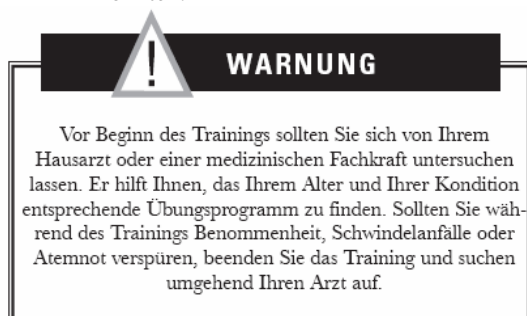 WARNUNG
Vor Beginn des Trainings sollten Sie sich von Ihrem
Hausarzt oder einer medizinischen Fachkraft untersuchen
lassen. Er hilft Ihnen, das Ihrem Alter und Ihrer Kondition
entsprechende Übungsprogramm zu finden. Sollten Sie wäh-
rend des Trainings Benommenheit, Schwindelanfälle oder
Atemnot verspüren, beenden Sie das Training und suchen
umgehend Ihren Arzt auf.